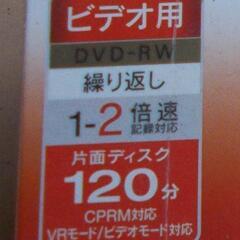 ビデオ用
DVD-RW
繰り返し
1-2倍速
記録対応
片面ディスク
120分
CPRM対応
VRモード/ビデオモード対応